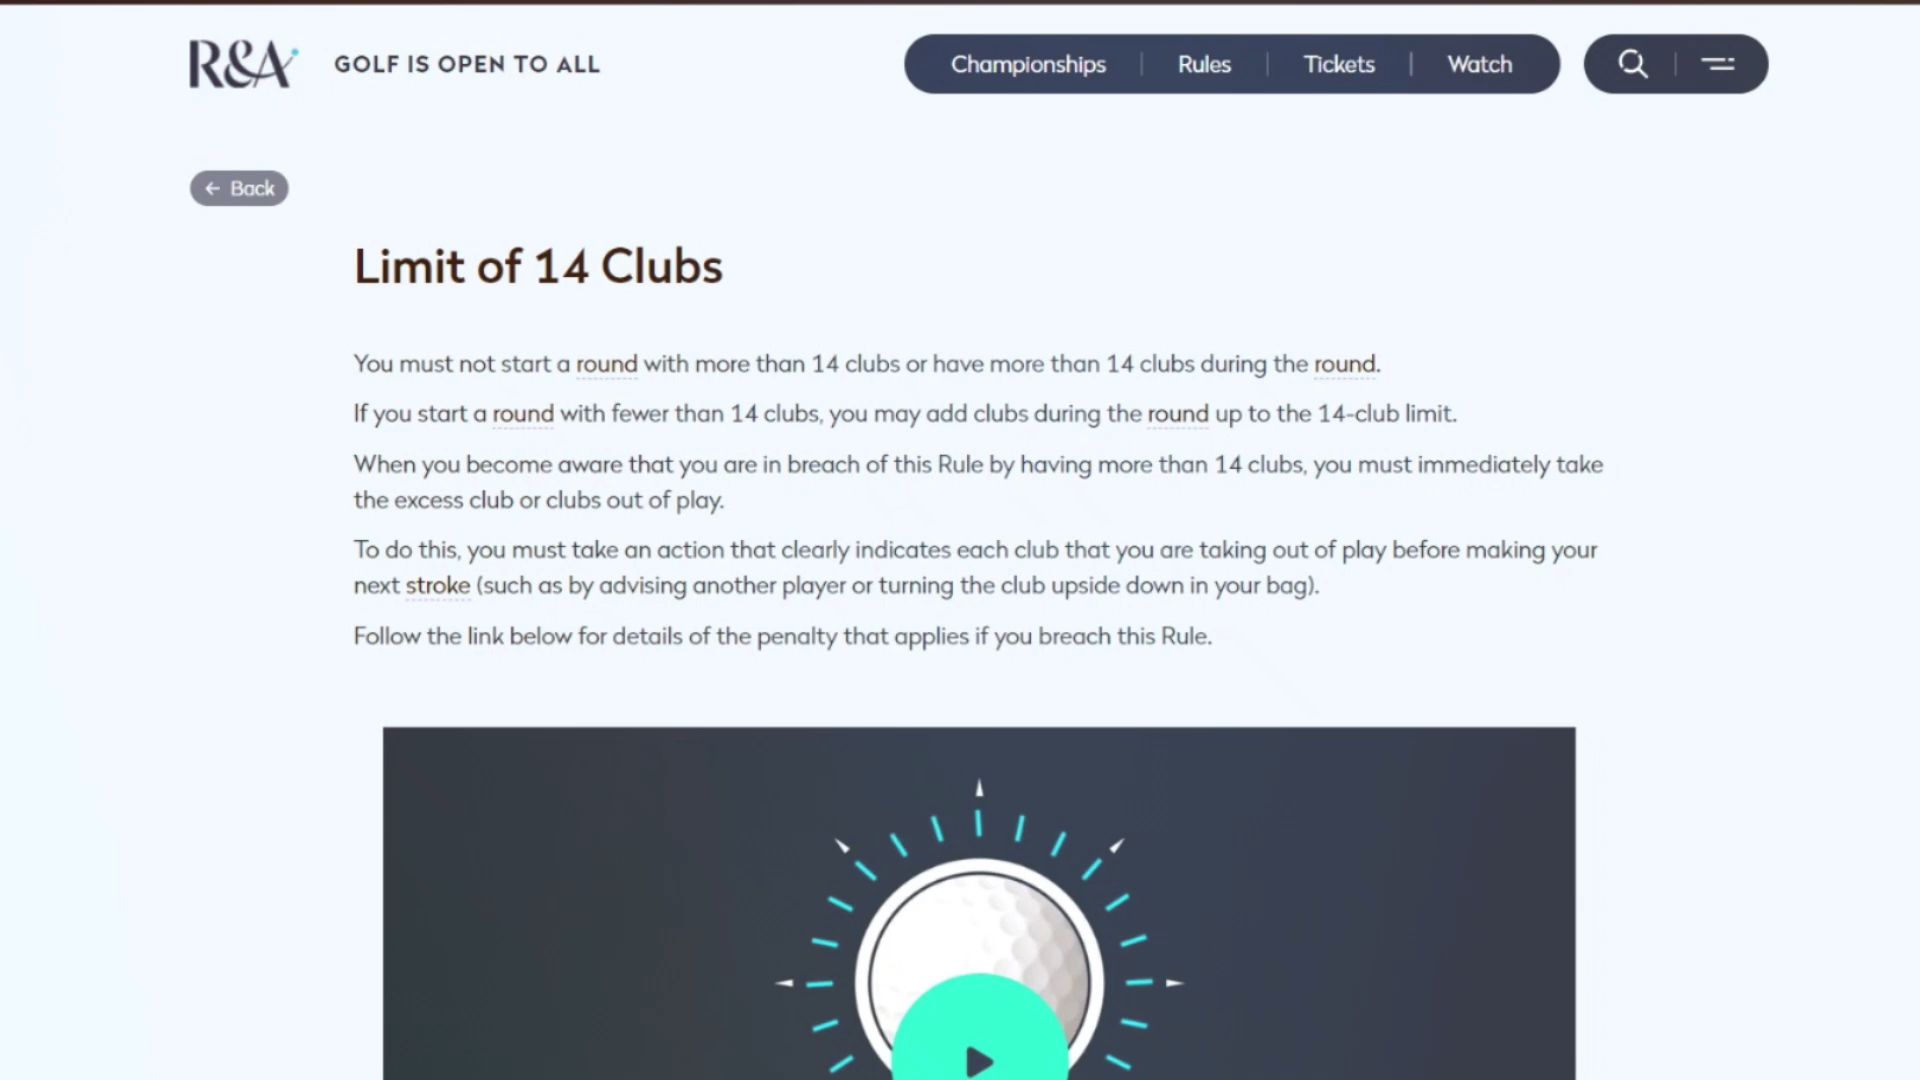 R&A GOLF IS OPEN TO ALL Championships Rules Tickets Watch
Back
Limit of 14 Clubs
You must not start a round with more than 14 clubs or have more than 14 clubs during the round.
If you start a round with fewer than 14 clubs, you may add clubs during the round up to the 14-club limit.
When you become aware that you are in breach of this Rule by having more than 14 clubs, you must immediately take
the excess club or clubs out of play.
To do this, you must take an action that clearly indicates each club that you are taking out of play before making your
next stroke (such as by advising another player or turning the club upside down in your bag).
Follow the link below for details of the penalty that applies if you breach this Rule.